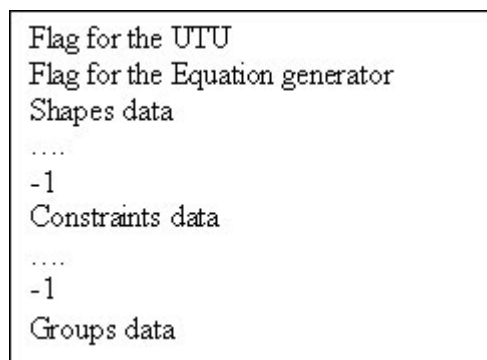 Flag for the UTU
Flag for the Equation generator
Shapes data
....
-1
Constraints data
....
-1
Groups data